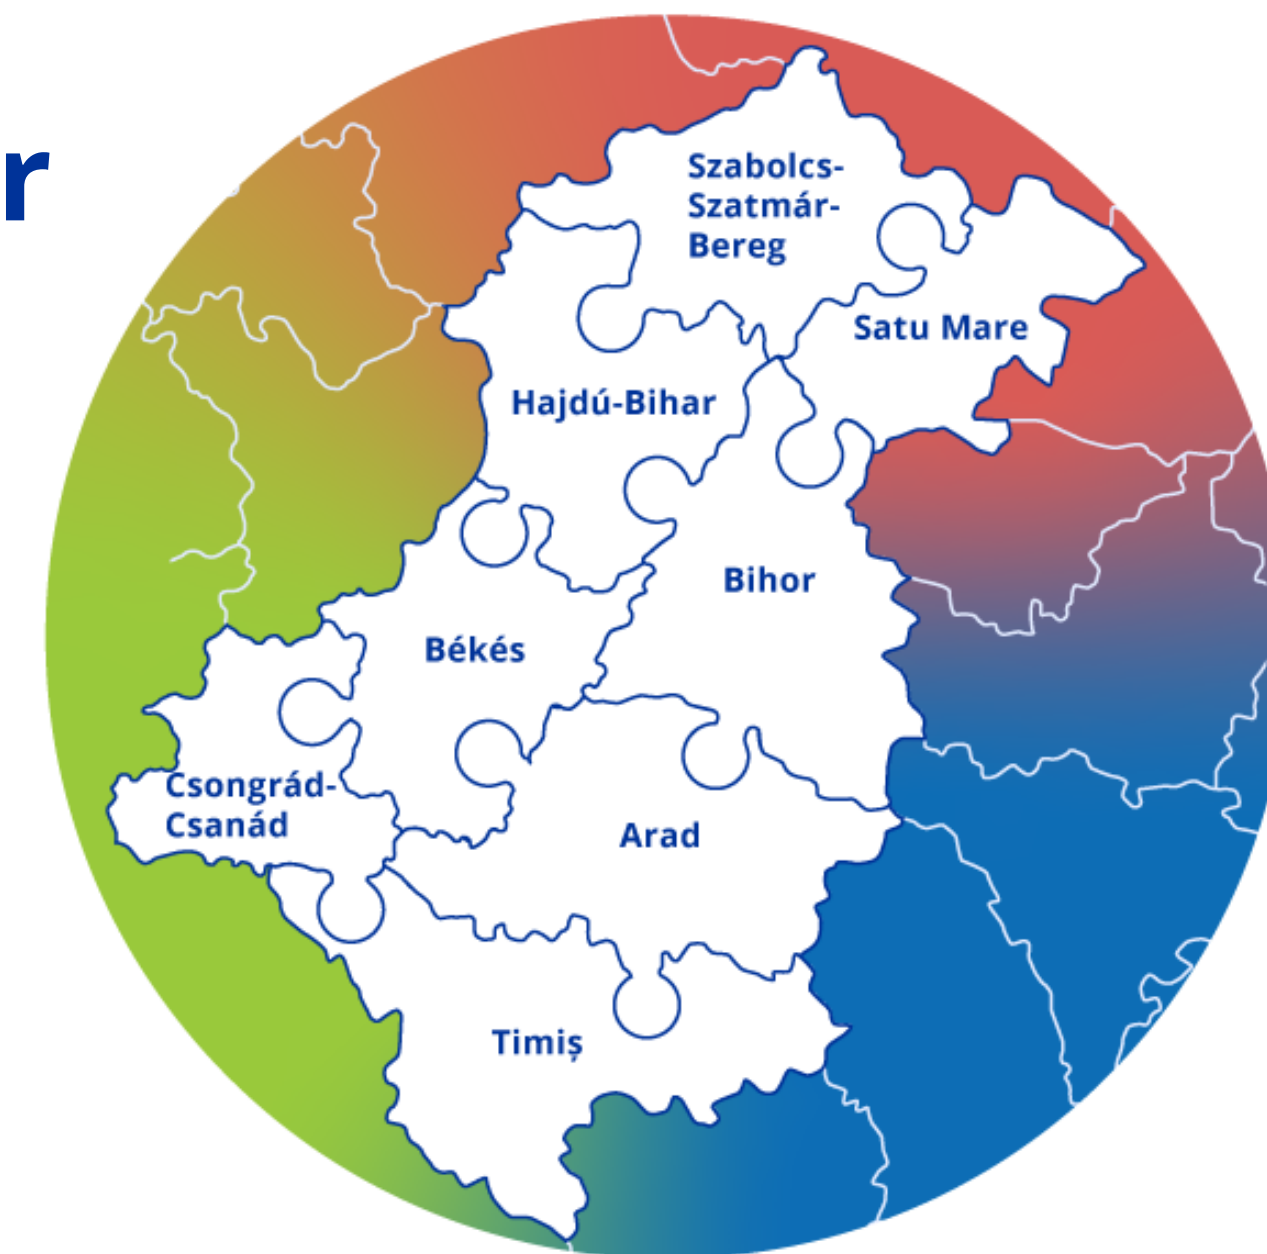 r
Szabolcs-
Szatmár-
Bereg
Satu Mare
Hajdú-Bihar
Bihor
Békés
Csongrád-
Csanád
Arad
Timiș